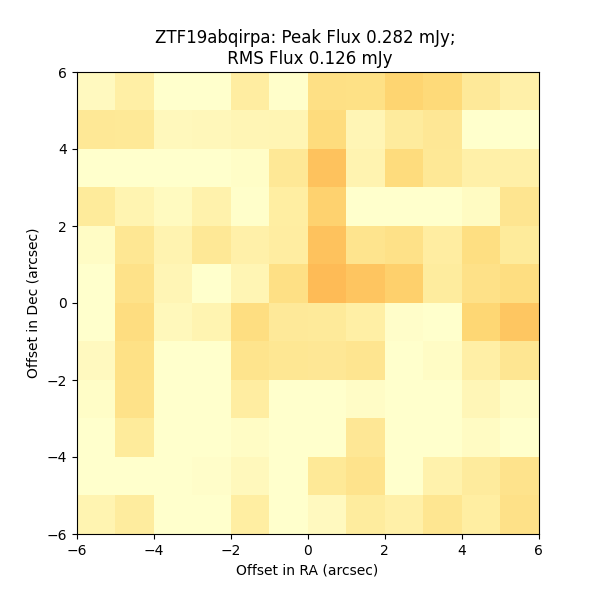 ZTF19abqirpa: Peak Flux 0.282 mJy;
RMS Flux 0.126 mJy
6
4
2
0
−2
−4
−6
Offset in Dec (arcsec)
−6 −4 −2 0 2 4 6
Offset in RA (arcsec)